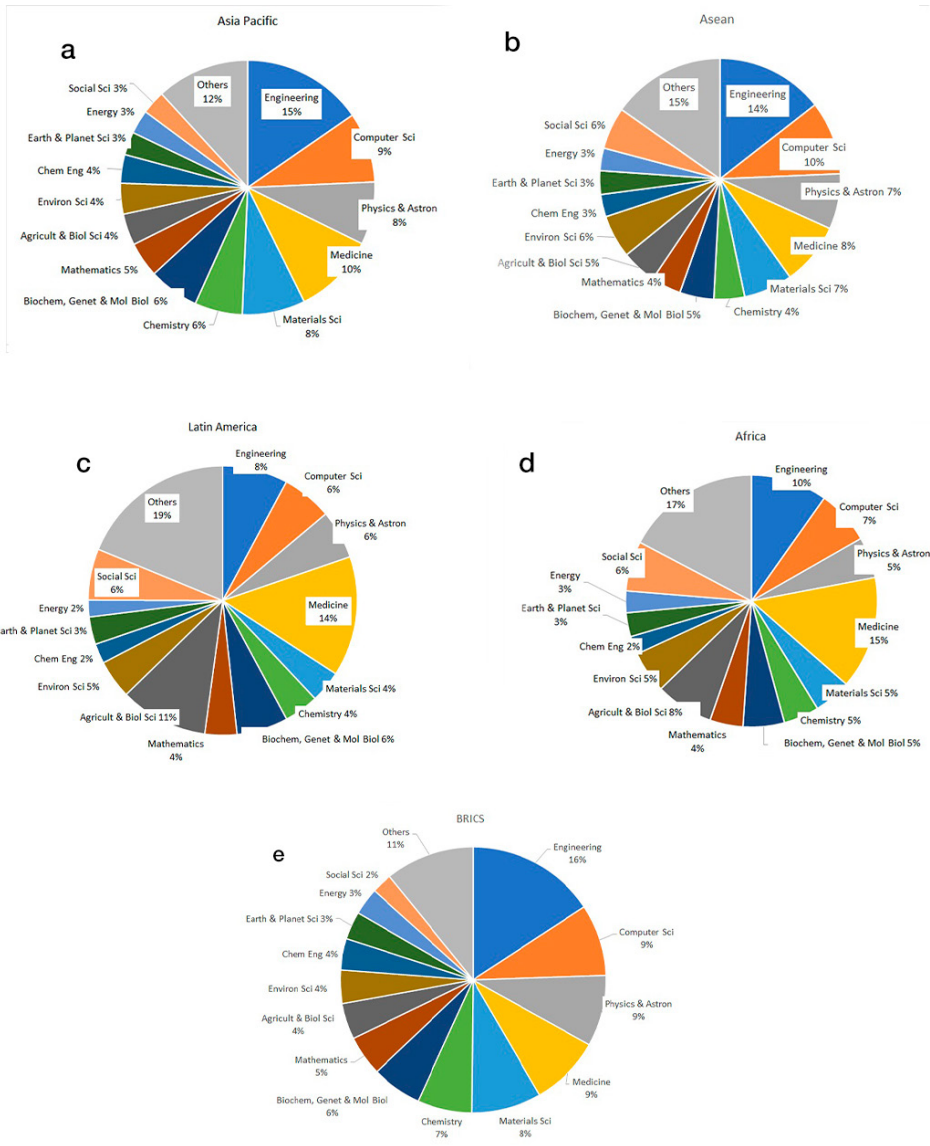 Asia Pacific
a
Others
12%
Engineering
15%
Computer Sci
9%
Physics & Astron
8%
Medicine
10%
Materials Sci
8%
Chemistry 6%
Biochem, Genet & Mol Biol 6%
Mathematics 5%
Agricult & Biol Sci 4%
Environ Sci 4%
Chem Eng 4%
Earth & Planet Sci 3%
Energy 3%
Social Sci 3%
Asean
b
Others
15%
Engineering
14%
Computer Sci
10%
Physics & Astron 7%
Medicine 8%
Materials Sci 7%
Chemistry 4%
Biochem, Genet & Mol Biol 5%
Mathematics 4%
Agricult & Biol Sci 5%
Environ Sci 6%
Chem Eng 3%
Earth & Planet Sci 3%
Energy 3%
Social Sci 6%
Latin America
c
Others
19%
Engineering
8%
Computer Sci
6%
Physics & Astron
6%
Medicine
14%
Materials Sci 4%
Chemistry 4%
Biochem, Genet & Mol Biol 6%
Mathematics
4%
Agricult & Biol Sci 11%
Environ Sci 5%
Chem Eng 2%
arth & Planet Sci 3%
Energy 2%
Social Sci
6%
Africa
d
Others
17%
Engineering
10%
Computer Sci
7%
Physics & Astron
5%
Medicine
15%
Materials Sci 5%
Chemistry 5%
Biochem, Genet & Mol Biol 5%
Mathematics
4%
Agricult & Biol Sci 8%
Environ Sci 5%
Chem Eng 2%
Earth & Planet Sci
3%
Energy
3%
Social Sci
6%
BRICS
e
Others
11%
Engineering
16%
Computer Sci
9%
Physics & Astron
9%
Medicine
9%
Materials Sci
8%
Chemistry
7%
Biochem, Genet & Mol Biol
6%
Mathematics
5%
Agricult & Biol Sci
4%
Environ Sci 4%
Chem Eng 4%
Earth & Planet Sci 3%
Energy 3%
Social Sci 2%